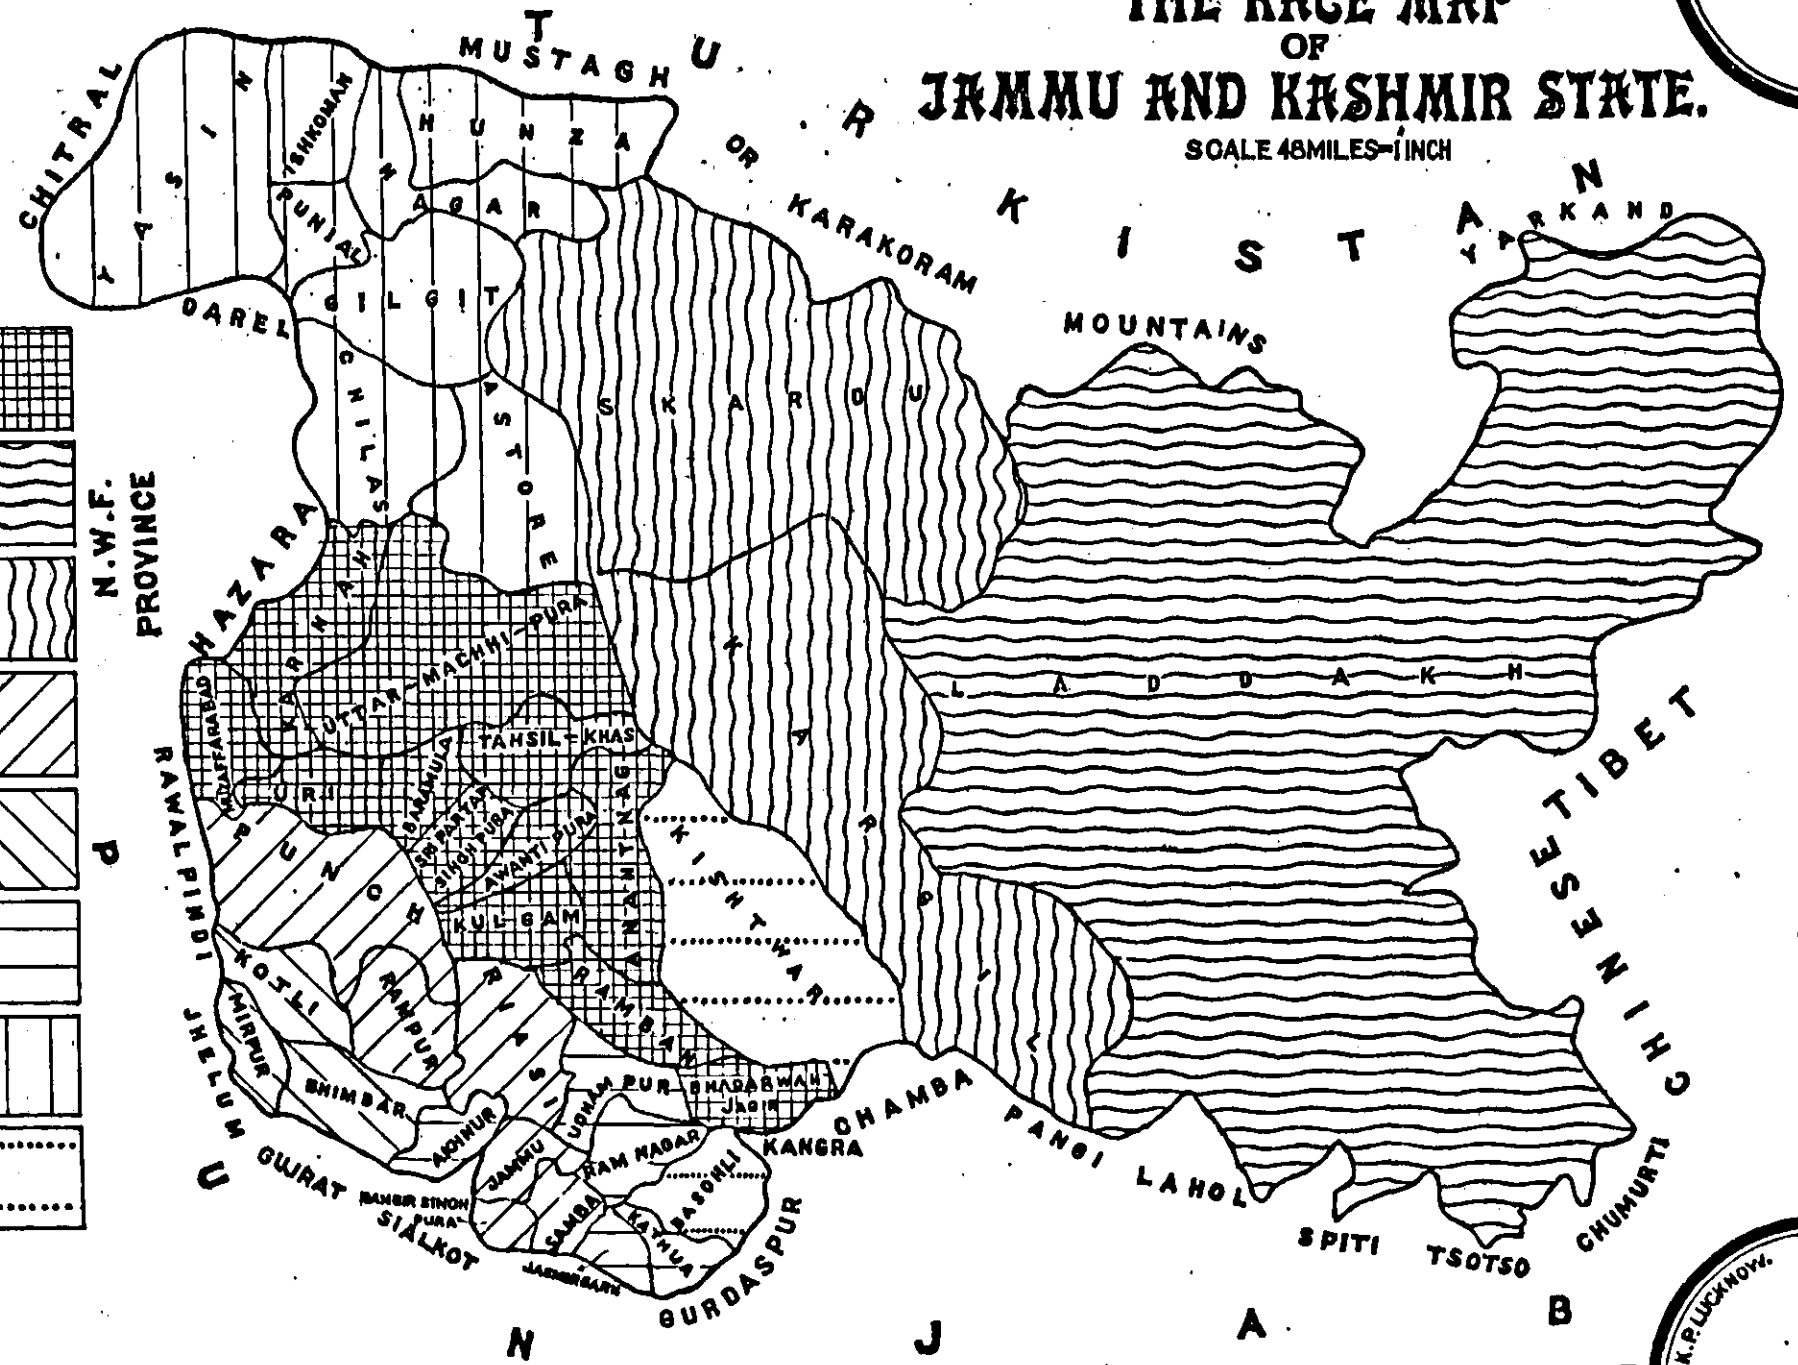 THE RACE MAP
OF
JAMMU AND KASHMIR STATE.
SCALE 48 MILES=1 INCH
TURKISTAN
MUSTAGH
OR
KARAKORAM
MOUNTAINS
YARKAND
CHITRAL
YASIN
ISHKOMAN
HUNZA
NAGAR
PUNIAL
DAREL
GILGIT
CHILAS
ASTORE
SKARDU
N.W.F.
PROVINCE
HAZARA
KARNAH
UTTAR-MACHHI-PURA
MUZAFFARABAD
URI
BARAMULA
TAHSIL-KHAS
SRI PARTAP
SINGH PURA
AWANTI PURA
ANANTNAG
KULGAM
KARGIL
LADDAKH
CHINESE TIBET
RAWALPINDI
PUNCH
KISHTWAR
KOTLI
RAMPUR
RIASI
RAMBAN
MIRPUR
BHIMBAR
AKHNUR
JAMMU
UDHAMPUR
BHADARWAH
JAGIR
RAM NAGAR
BASOHLI
SAMBA
KATHUA
RANBIR SINGH
PURA
JASMIRGARH
JHELUM
GUJRAT
SIALKOT
GURDASPUR
KANGRA
CHAMBA
PANGI
LAHOL
SPITI
TSOTSO
CHUMURTI
PUNJAB
K.P. LUCKNOW.